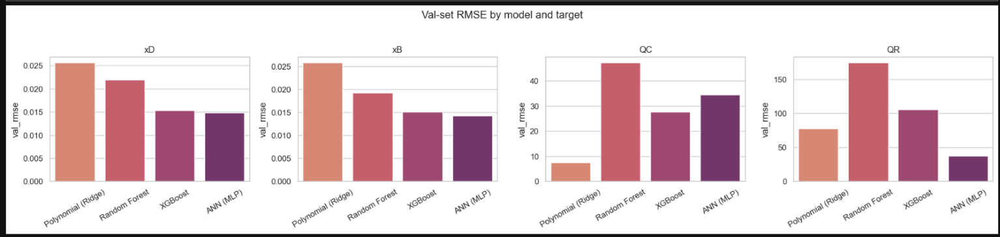 Val-set RMSE by model and target
xD
val_rmse
0.025
0.020
0.015
0.010
0.005
0.000
Polynomial (Ridge)
Random Forest
XGBoost
ANN (MLP)
xB
val_rmse
0.025
0.020
0.015
0.010
0.005
0.000
Polynomial (Ridge)
Random Forest
XGBoost
ANN (MLP)
QC
val_rmse
40
30
20
10
0
Polynomial (Ridge)
Random Forest
XGBoost
ANN (MLP)
QR
val_rmse
150
100
50
0
Polynomial (Ridge)
Random Forest
XGBoost
ANN (MLP)